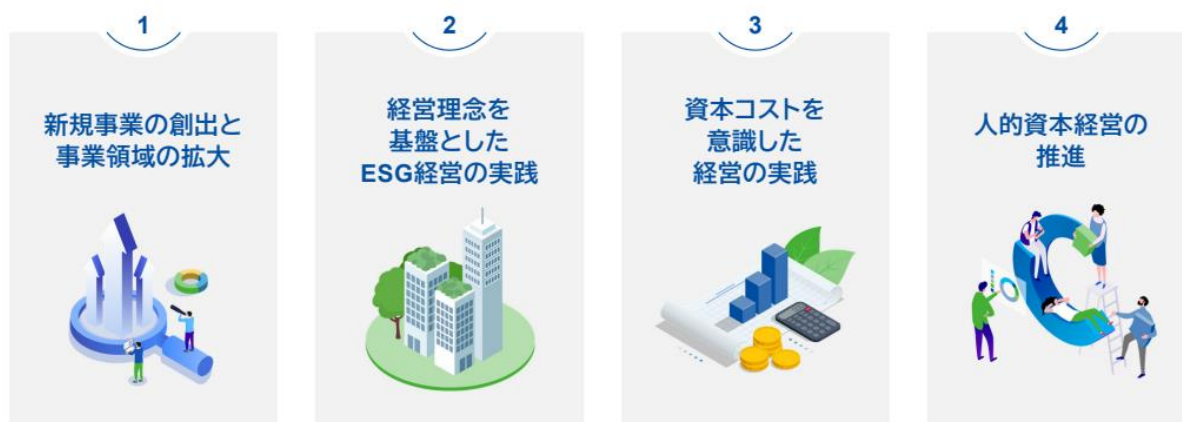 1
新規事業の創出と
事業領域の拡大
2
経営理念を
基盤とした
ESG経営の実践
3
資本コストを
意識した
経営の実践
4
人的資本経営の
推進